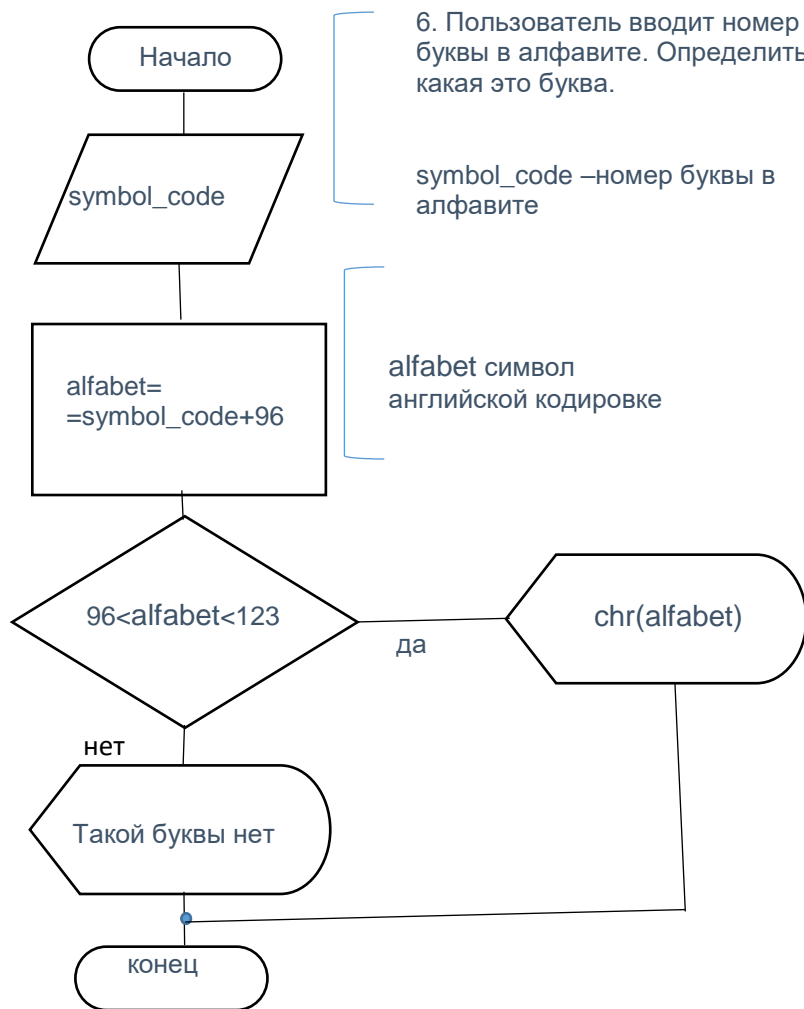 Начало
6. Пользователь вводит номер
буквы в алфавите. Определить
какая это буква.
symbol_code
symbol_code –номер буквы в
алфавите
alfabet=
=symbol_code+96
alfabet символ
английской кодировке
96<alfabet<123
да
chr(alfabet)
нет
Такой буквы нет
конец